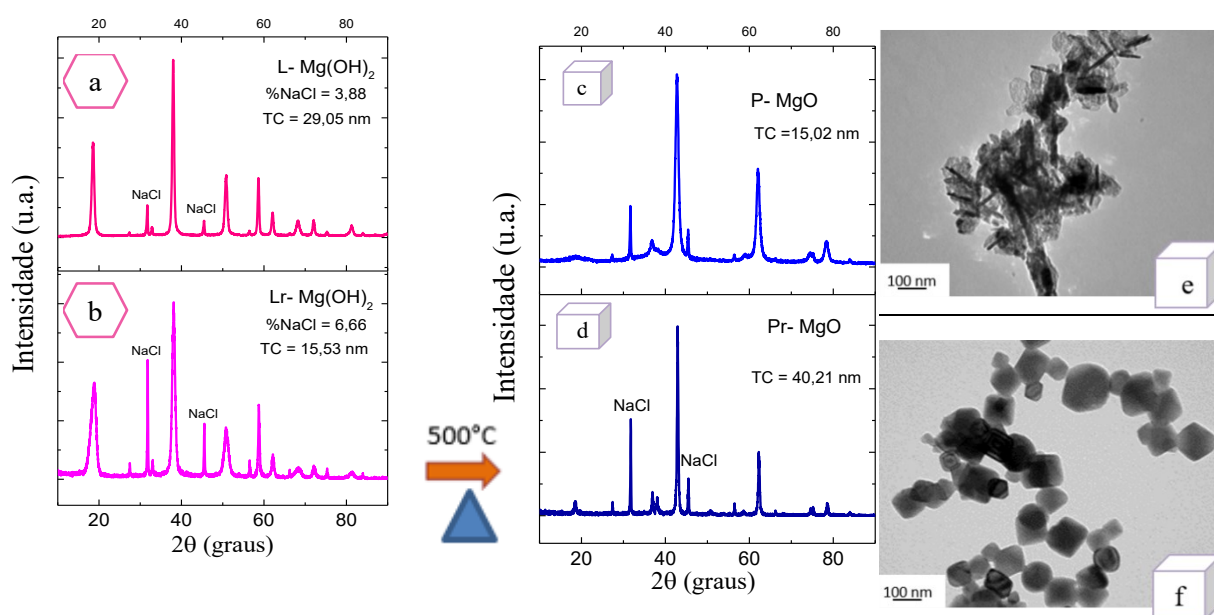 10 20 40 60 80
a
L- Mg(OH)2
%NaCl = 3,88
TC = 29,05 nm
NaCl
NaCl
Intensidade (u.a.)
b
Lr- Mg(OH)2
%NaCl = 6,66
TC = 15,53 nm
NaCl
NaCl
20 40 60 80
2θ (graus)
500°C
20 40 60 80
c
P- MgO
TC =15,02 nm
Intensidade (u.a.)
d
Pr- MgO
TC = 40,21 nm
NaCl
NaCl
20 40 60 80
2θ (graus)
100 nm
e
100 nm
f